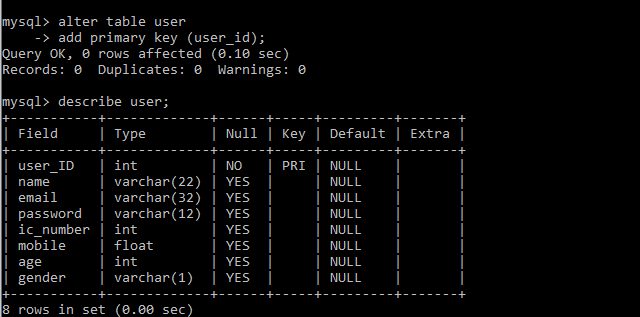 mysql> alter table user
    -> add primary key (user_id);
Query OK, 0 rows affected (0.10 sec)
Records: 0  Duplicates: 0  Warnings: 0

mysql> describe user;
+-----------+-------------+------+-----+---------+-------+
| Field     | Type        | Null | Key | Default | Extra |
+-----------+-------------+------+-----+---------+-------+
| user_ID   | int         | NO   | PRI | NULL    |       |
| name      | varchar(22) | YES  |     | NULL    |       |
| email     | varchar(32) | YES  |     | NULL    |       |
| password  | varchar(12) | YES  |     | NULL    |       |
| ic_number | int         | YES  |     | NULL    |       |
| mobile    | float       | YES  |     | NULL    |       |
| age       | int         | YES  |     | NULL    |       |
| gender    | varchar(1)  | YES  |     | NULL    |       |
+-----------+-------------+------+-----+---------+-------+
8 rows in set (0.00 sec)